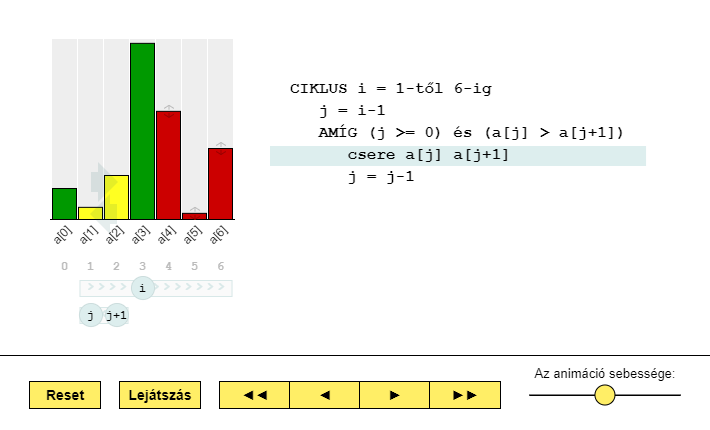 CIKLUS i = 1-től 6-ig
j = i-1
AMÍG (j >= 0) és (a[j] > a[j+1])
csere a[j] a[j+1]
j = j-1
a[0] a[1] a[2] a[3] a[4] a[5] a[6]
0 1 2 3 4 5 6
i
j j+1
Az animáció sebessége:
Reset Lejátszás